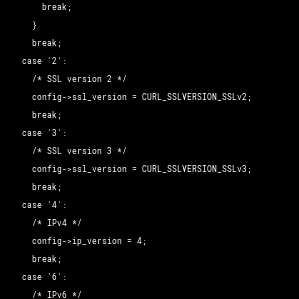 break;
}
break;
case '2':
/* SSL version 2 */
config->ssl_version = CURL_SSLVERSION_SSLv2;
break;
case '3':
/* SSL version 3 */
config->ssl_version = CURL_SSLVERSION_SSLv3;
break;
case '4':
/* IPv4 */
config->ip_version = 4;
break;
case '6':
/* IPv6 */